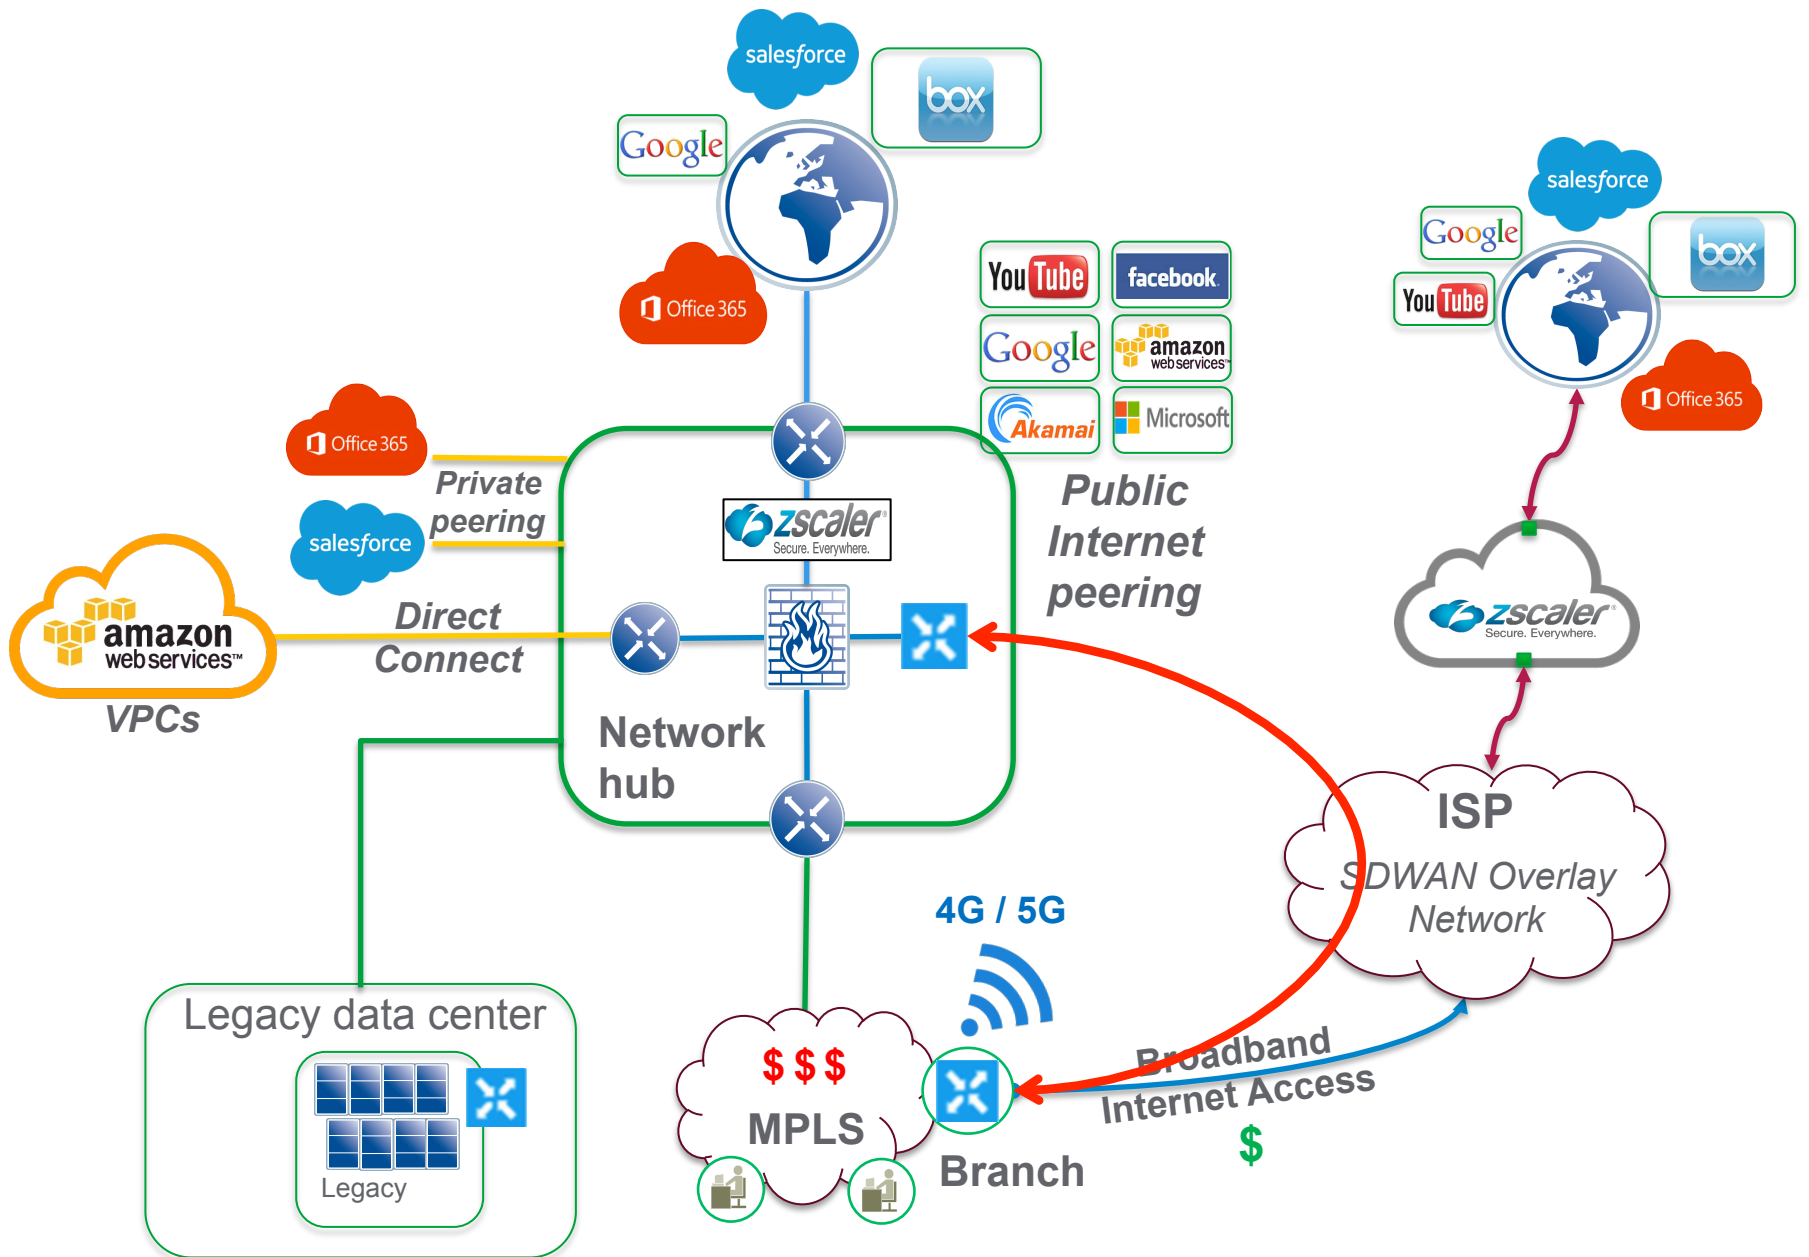 salesforce
box
Google
Office 365
You Tube
facebook
Google
amazon
web services™
Akamai
Microsoft
Public
Internet
peering
salesforce
Google
box
You Tube
Office 365
Office 365
Private
peering
salesforce
zscaler®
Secure. Everywhere.
amazon
web services™
Direct
Connect
VPCs
Network
hub
zscaler®
Secure. Everywhere.
ISP
SDWAN Overlay
Network
4G / 5G
Legacy data center
Legacy
$ $ $
MPLS
Branch
Broadband
Internet Access
$